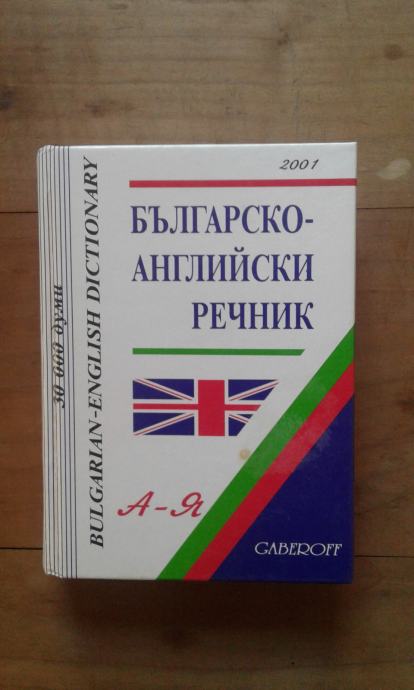 2001
БЪЛГАРСКО-
АНГЛИЙСКИ
РЕЧНИК
А-Я
GABEROFF
BULGARIAN-ENGLISH DICTIONARY
30 000 думи